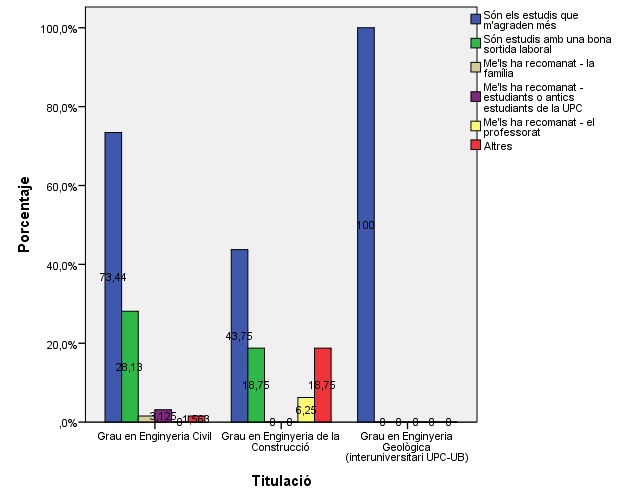 100,0%
80,0%
60,0%
40,0%
20,0%
,0%
Porcentaje
73,44
28,13
3,125
0
1,563
43,75
18,75
0
0
6,25
18,75
100
0
0
0
0
0
Grau en Enginyeria Civil
Grau en Enginyeria de la
Construcció
Grau en Enginyeria
Geològica
(interuniversitari UPC-UB)
Titulació
Són els estudis que
m'agraden més
Són estudis amb una bona
sortida laboral
Me'ls ha recomanat - la
família
Me'ls ha recomanat -
estudiants o antics
estudiants de la UPC
Me'ls ha recomanat - el
professorat
Altres